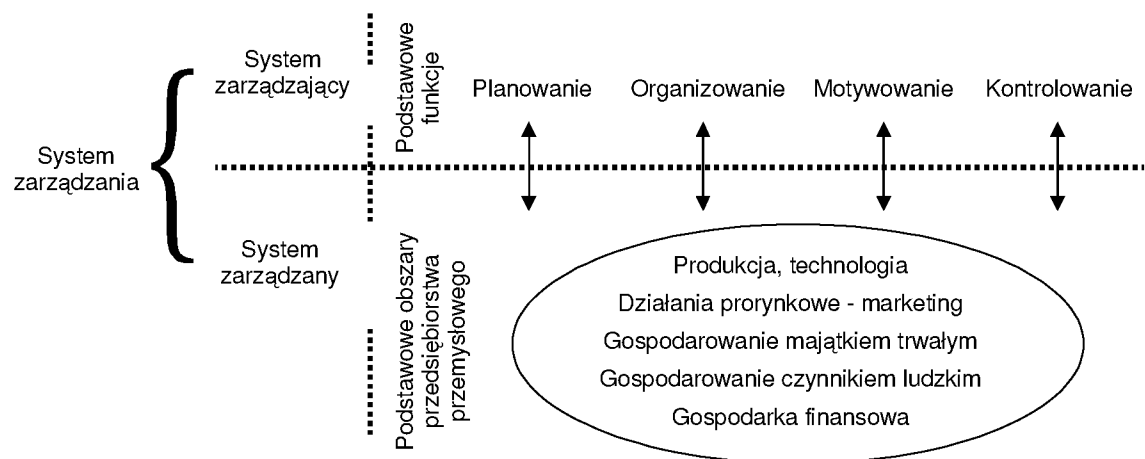 System
zarządzania
System
zarządzający
Podstawowe
funkcje
Planowanie
Organizowanie
Motywowanie
Kontrolowanie
System
zarządzany
Podstawowe obszary
przedsiębiorstwa
przemysłowego
Produkcja, technologia
Działania prorynkowe - marketing
Gospodarowanie majątkiem trwałym
Gospodarowanie czynnikiem ludzkim
Gospodarka finansowa